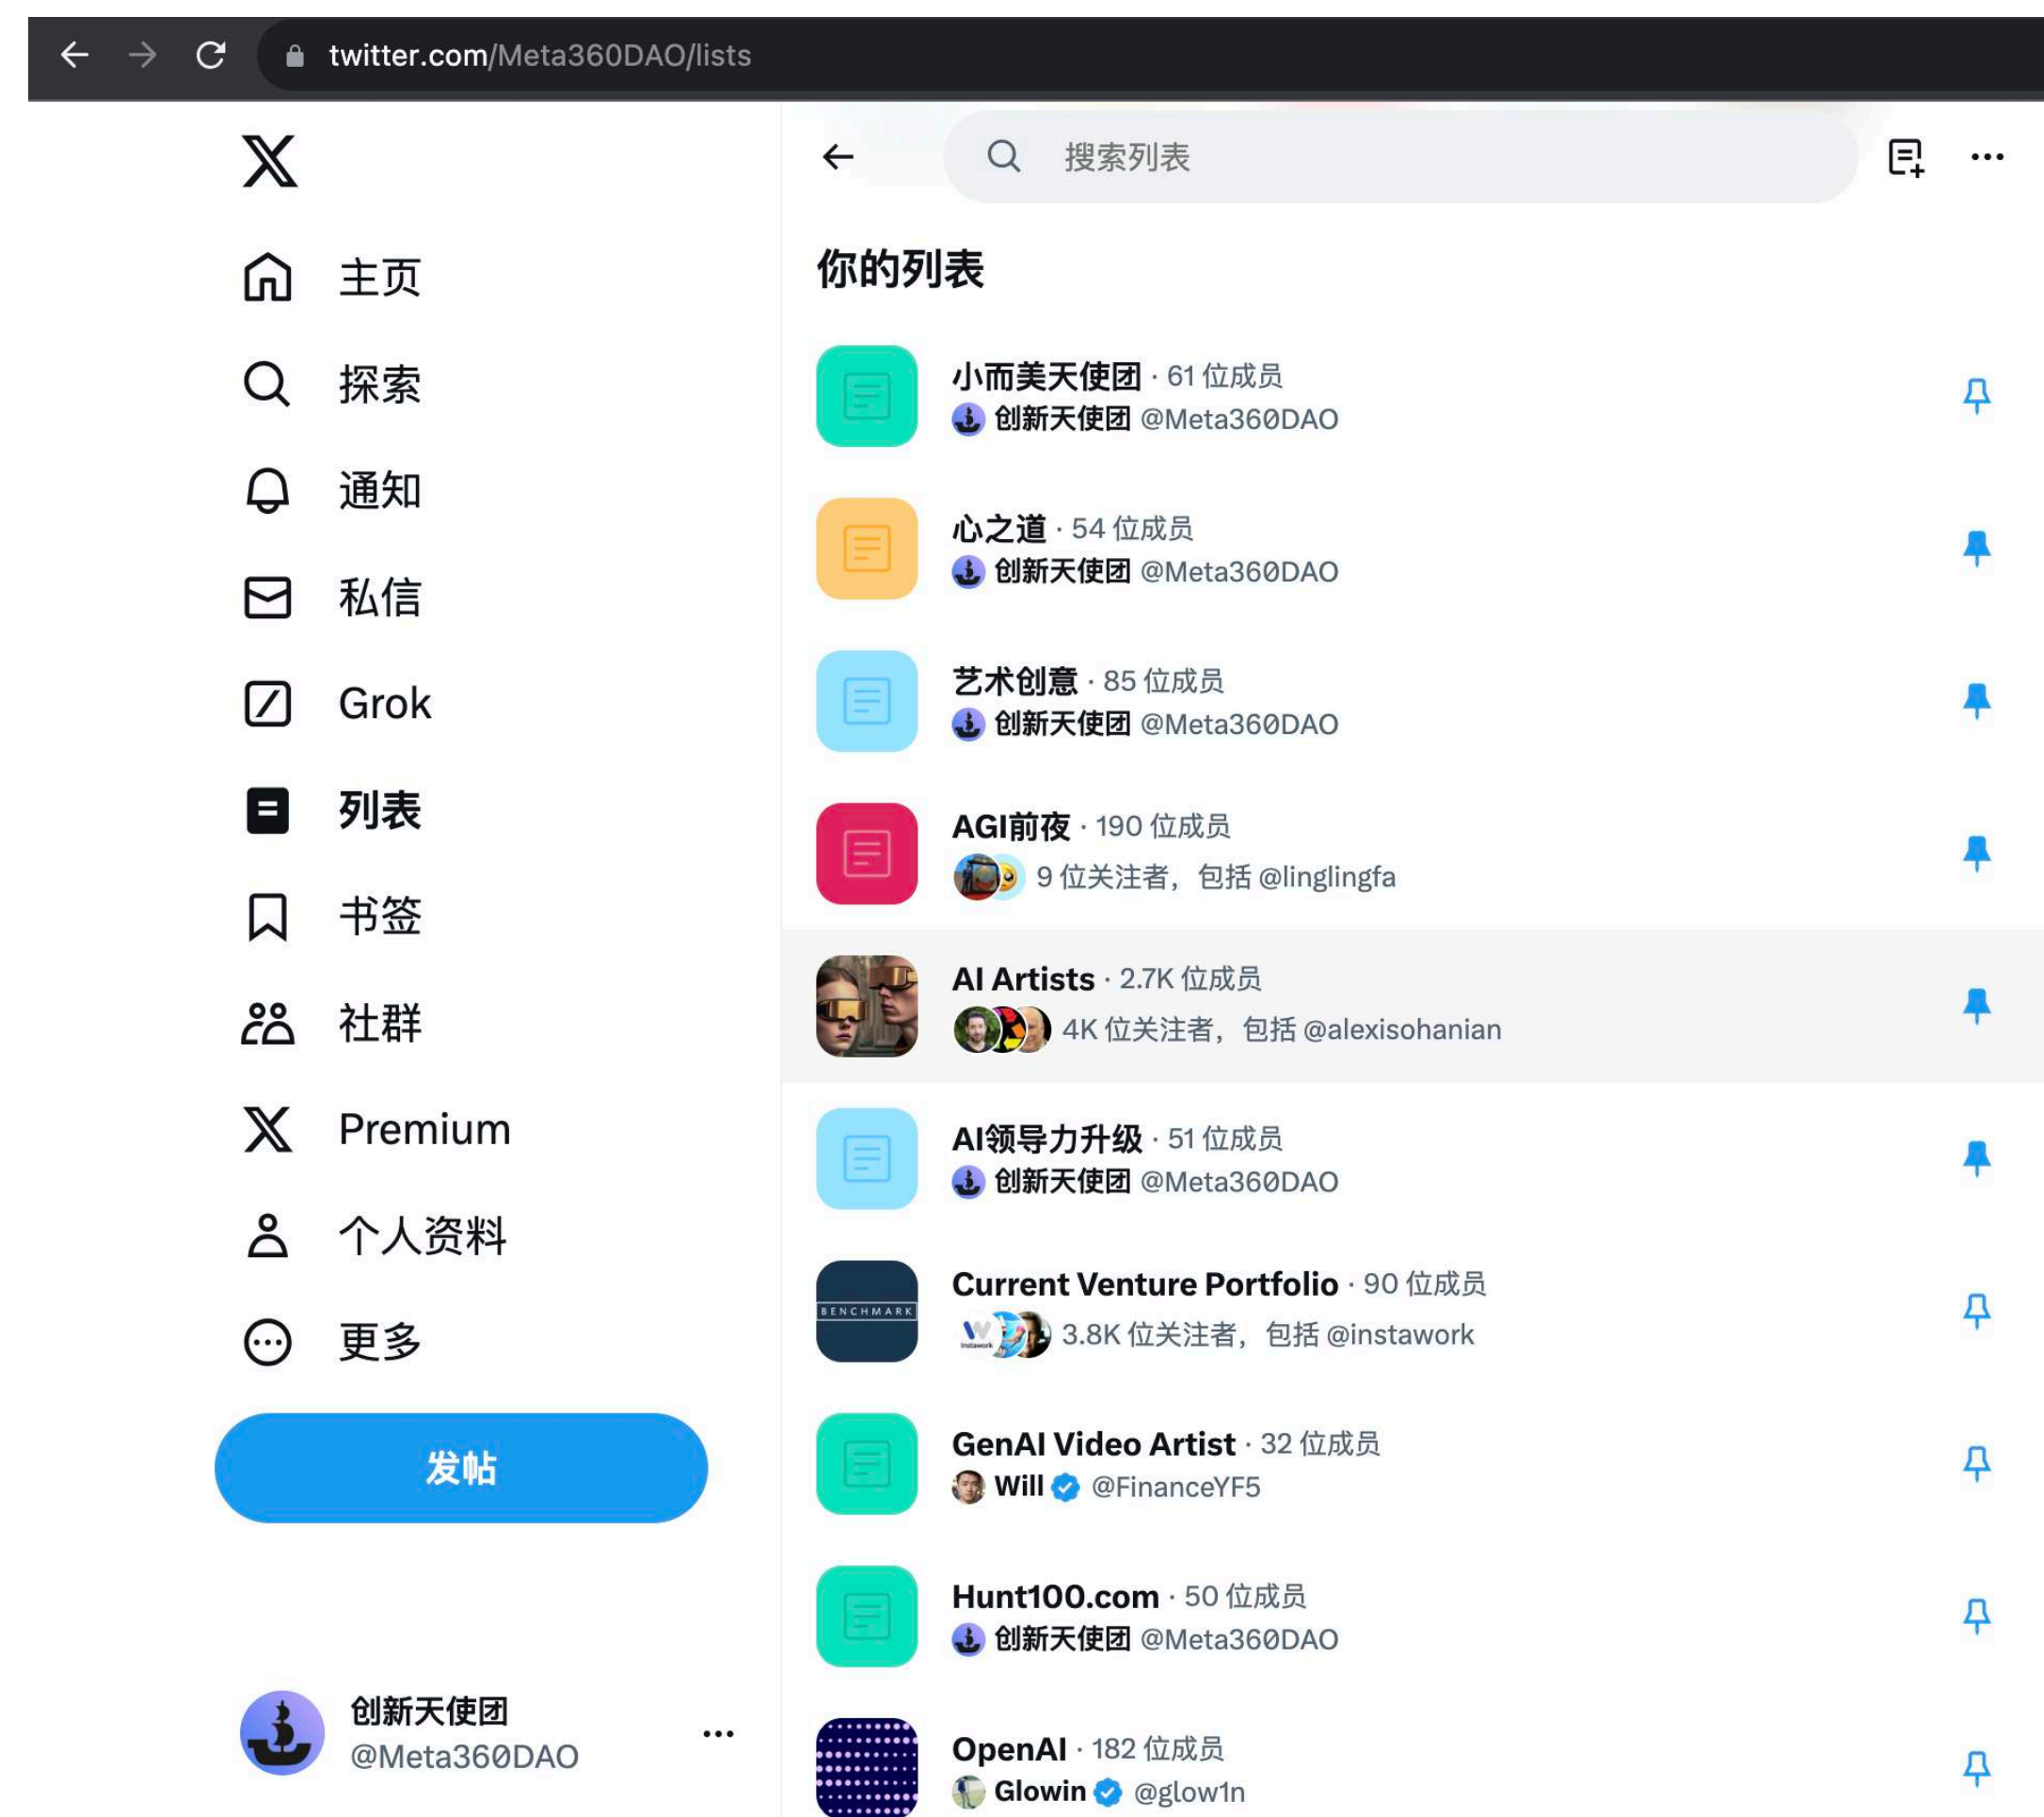 twitter.com/Meta360DAO/lists
搜索列表
主页
探索
通知
私信
Grok
列表
书签
社群
Premium
个人资料
更多
发帖
创新天使团
@Meta360DAO
你的列表
小而美天使团 · 61 位成员
创新天使团 @Meta360DAO
心之道 · 54 位成员
创新天使团 @Meta360DAO
艺术创意 · 85 位成员
创新天使团 @Meta360DAO
AGI前夜 · 190 位成员
9 位关注者，包括 @linglingfa
AI Artists · 2.7K 位成员
4K 位关注者，包括 @alexisohanian
AI领导力升级 · 51 位成员
创新天使团 @Meta360DAO
BENCHMARK
Current Venture Portfolio · 90 位成员
Instawork
3.8K 位关注者，包括 @instawork
GenAI Video Artist · 32 位成员
Will @FinanceYF5
Hunt100.com · 50 位成员
创新天使团 @Meta360DAO
OpenAI · 182 位成员
Glowin @glow1n